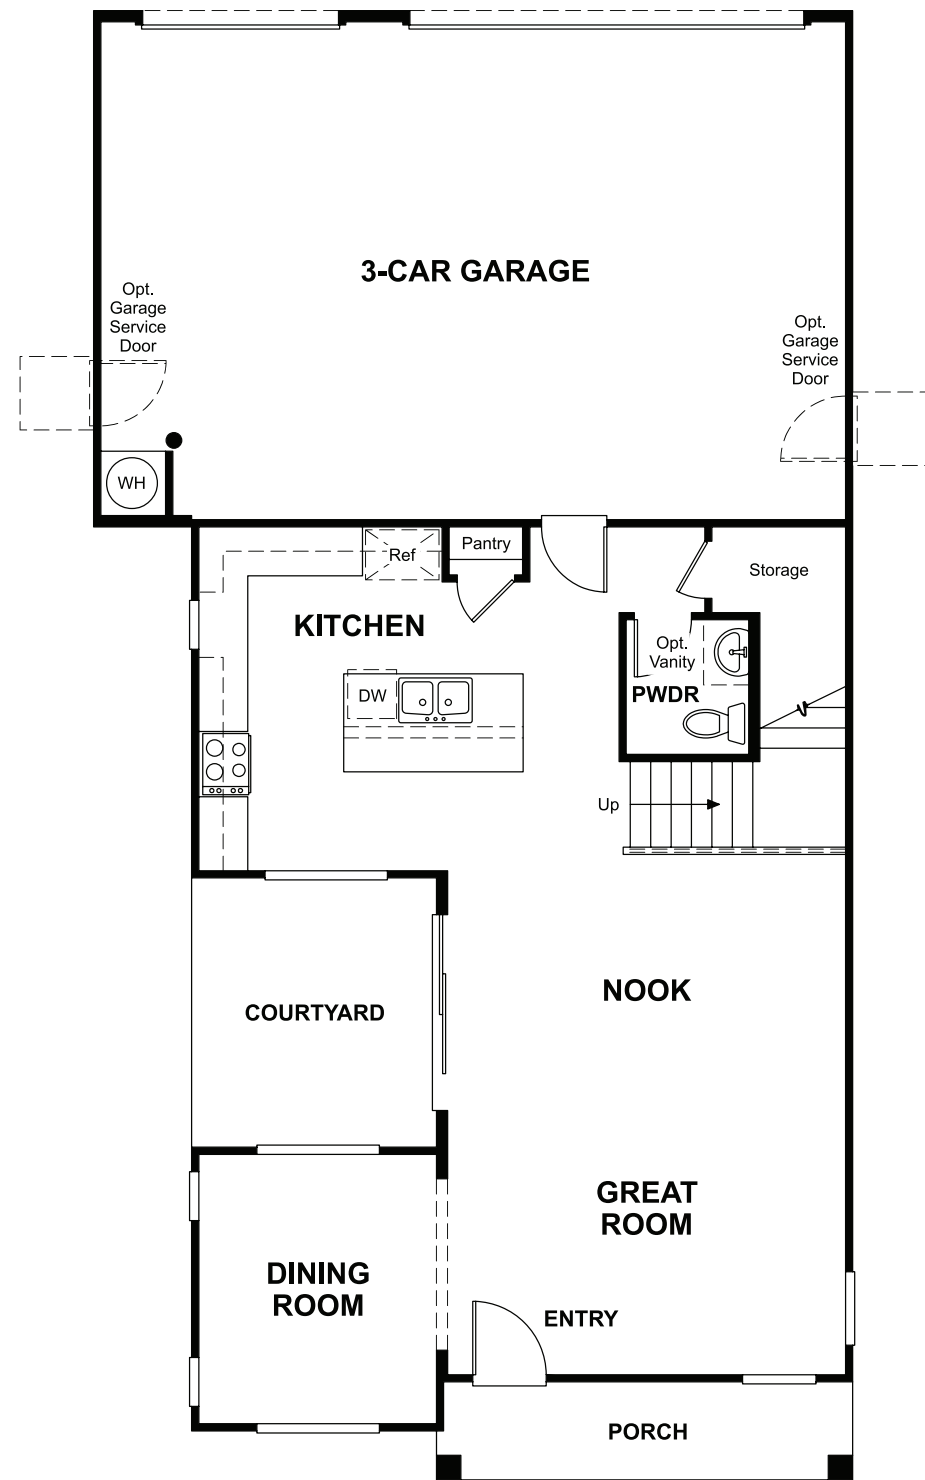 3-CAR GARAGE
Opt.
Garage
Service
Door
Opt.
Garage
Service
Door
WH
Ref
Pantry
Storage
KITCHEN
Opt.
Vanity
PWDR
DW
Up
NOOK
COURTYARD
GREAT
ROOM
DINING
ROOM
ENTRY
PORCH